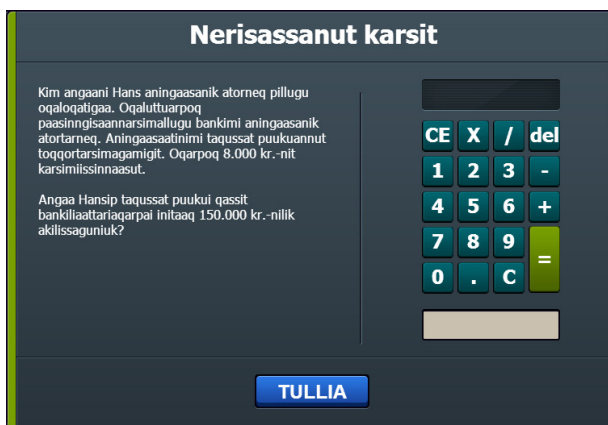 Nerisassanut karsit
Kim angaani Hans aningaasanik atorneq pillugu
oqaloqatigaa. Oqaluttuarpoq
paasinngisaannarsimallugu bankimi aningaasanik
atortarneq. Aningaasaatinimi taqussat puukuannut
toqqortarsimagamigit. Oqarpoq 8.000 kr.-nit
karsimiissinnaasut.
Angaa Hansip taqussat puukui qassit
bankiliaattariaqarpai initaaq 150.000 kr.-nilik
akilissaguniuk?
CE X / del
1 2 3 -
4 5 6 +
7 8 9 =
0 . C
TULLIA